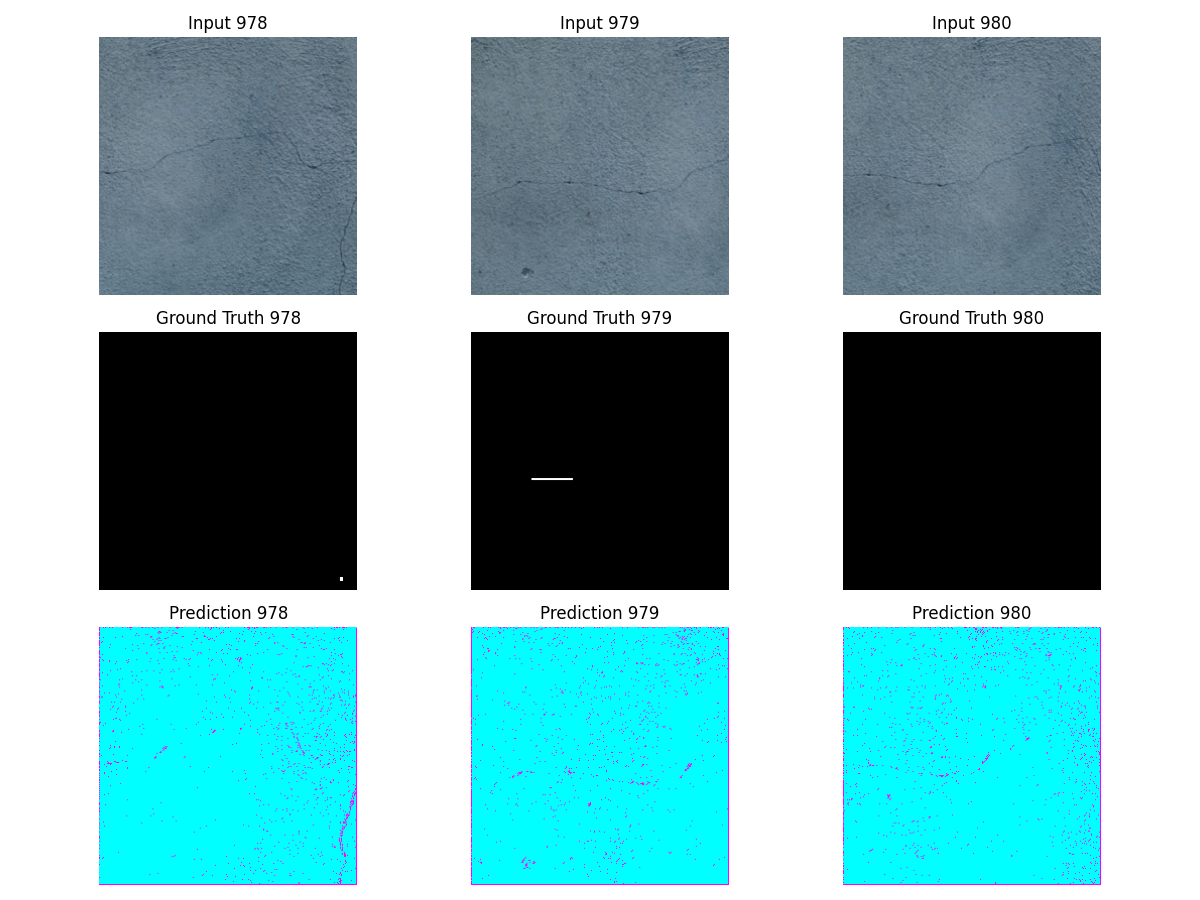 Input 978
Input 979
Input 980
Ground Truth 978
Ground Truth 979
Ground Truth 980
Prediction 978
Prediction 979
Prediction 980